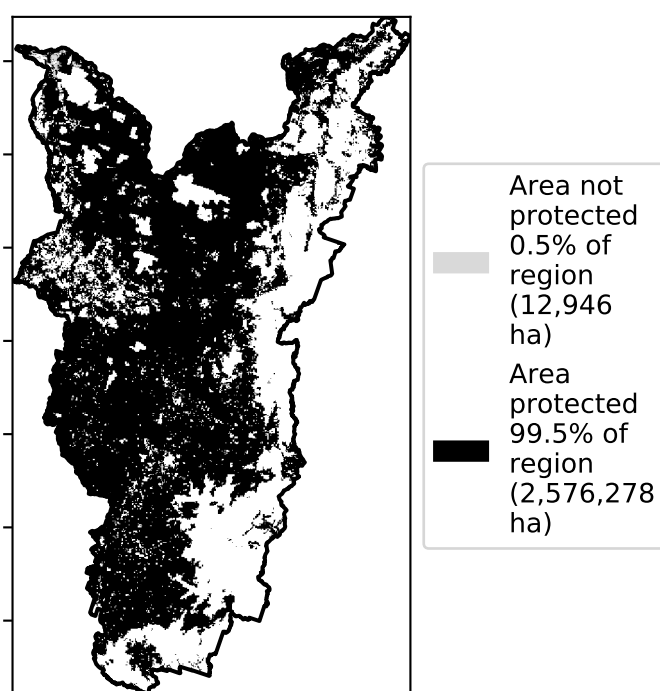 Area not
protected
0.5% of
region
(12,946
ha)
Area
protected
99.5% of
region
(2,576,278
ha)